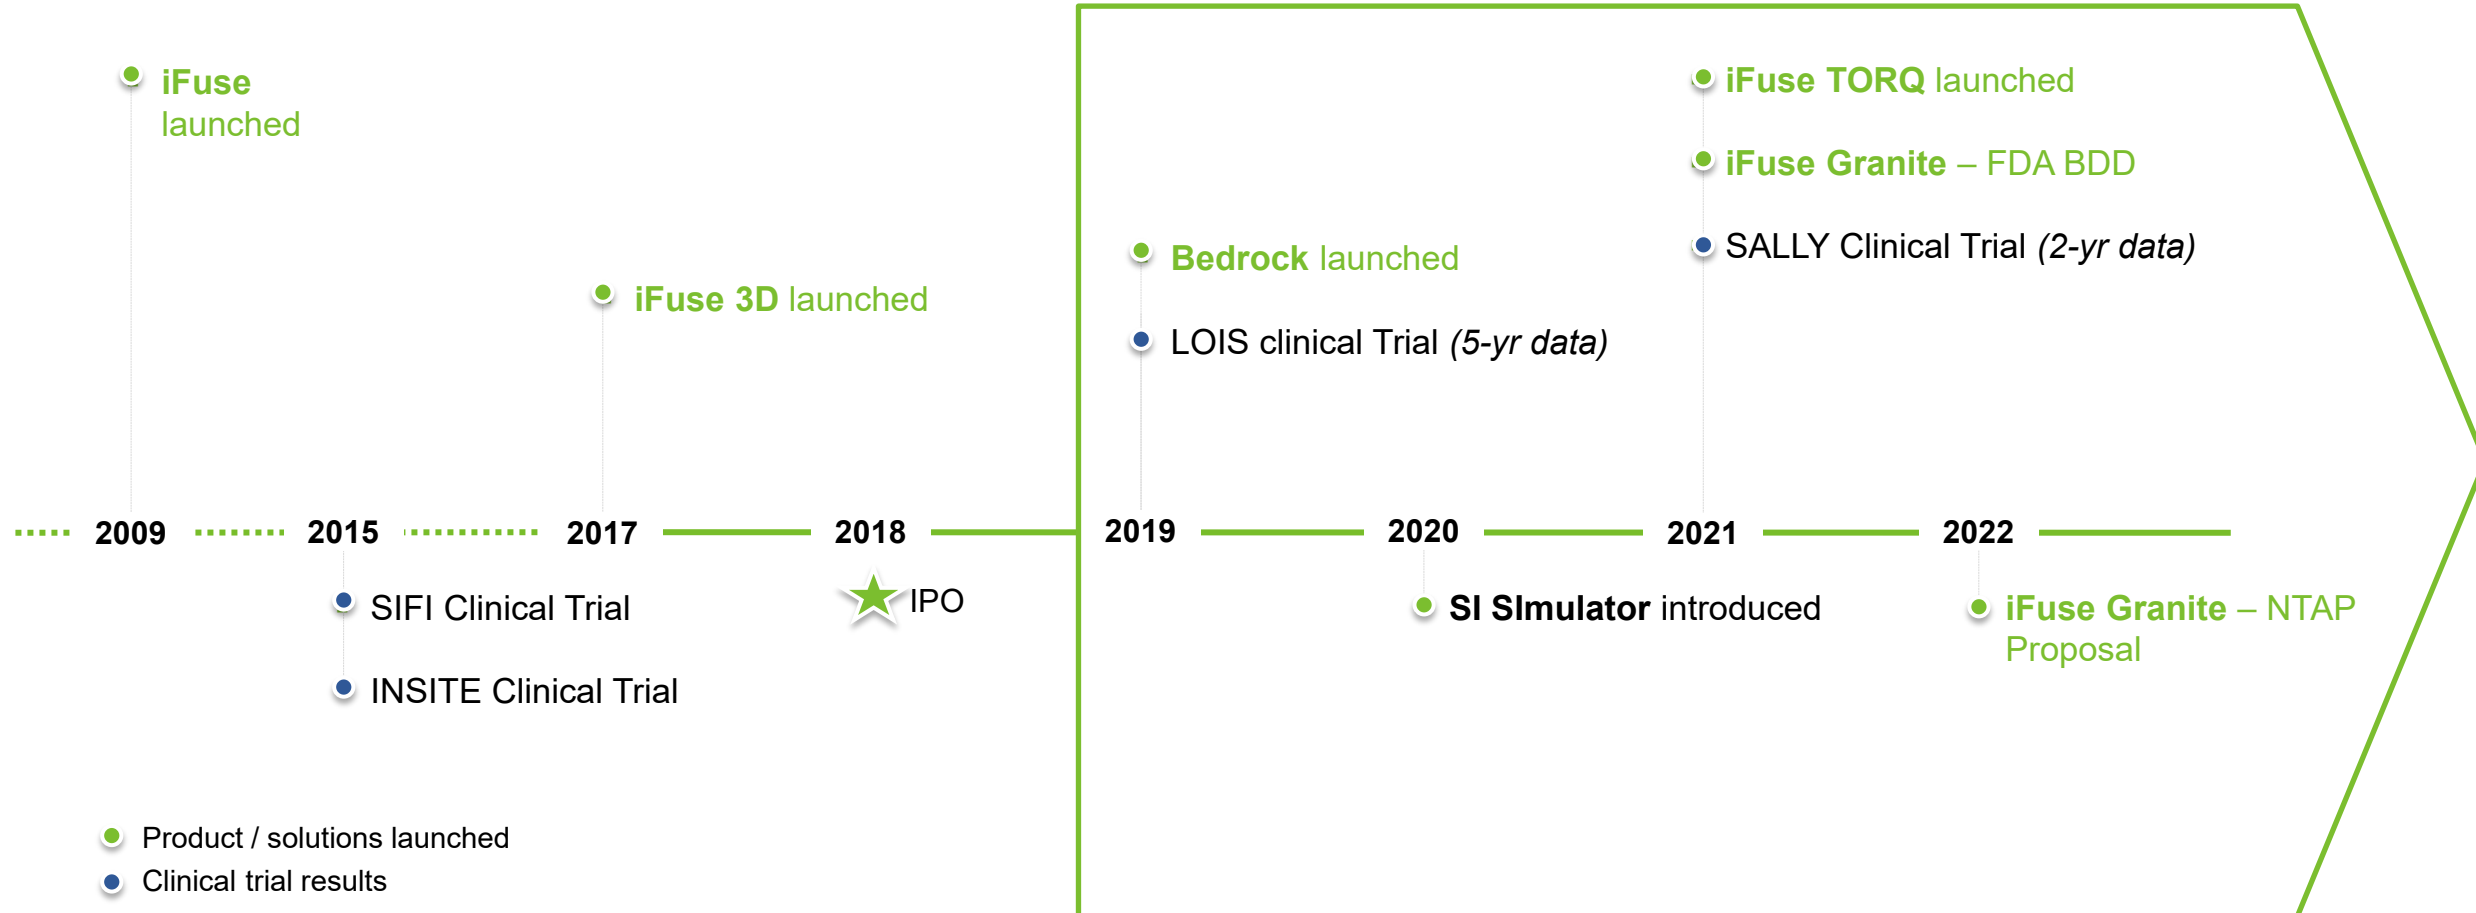 iFuse
launched
iFuse 3D launched
Bedrock launched
LOIS clinical Trial (5-yr data)
iFuse TORQ launched
iFuse Granite – FDA BDD
SALLY Clinical Trial (2-yr data)
2009
2015
2017
2018
2019
2020
2021
2022
SIFI Clinical Trial
INSITE Clinical Trial
IPO
SI SImulator introduced
iFuse Granite – NTAP
Proposal
Product / solutions launched
Clinical trial results